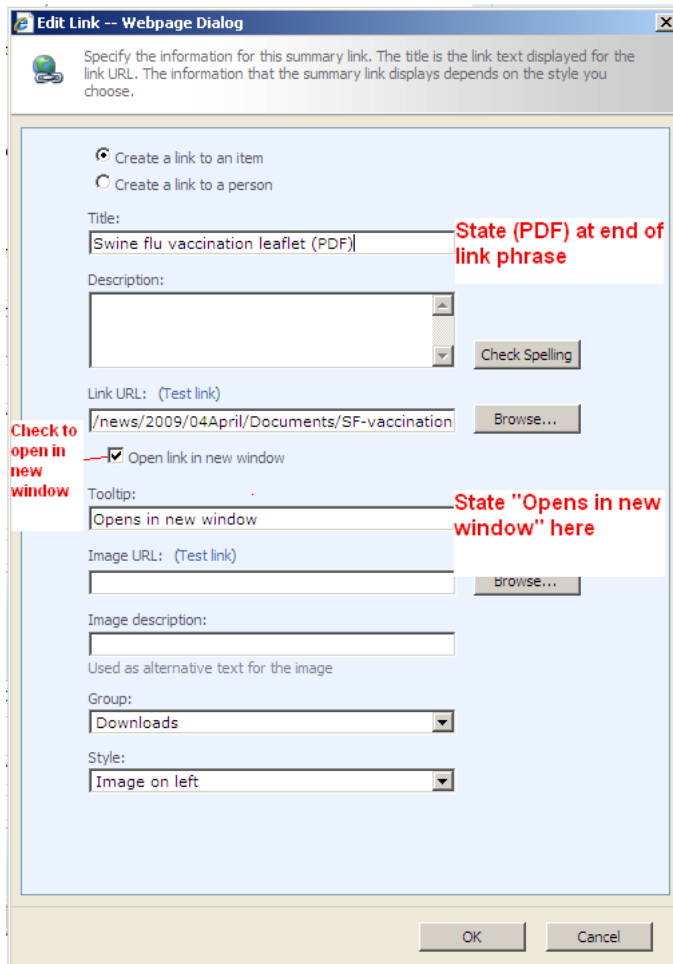 Edit Link -- Webpage Dialog
Specify the information for this summary link. The title is the link text displayed for the
link URL. The information that the summary link displays depends on the style you
choose.
Create a link to an item
Create a link to a person
Title:
Swine flu vaccination leaflet (PDF)
State (PDF) at end of
link phrase
Description:
Check Spelling
Link URL: (Test link)
/news/2009/04April/Documents/SF-vaccination
Browse...
Check to
open in
new
window
Open link in new window
Tooltip:
Opens in new window
State "Opens in new
window" here
Image URL: (Test link)
Browse...
Image description:
Used as alternative text for the image
Group:
Downloads
Style:
Image on left
OK
Cancel